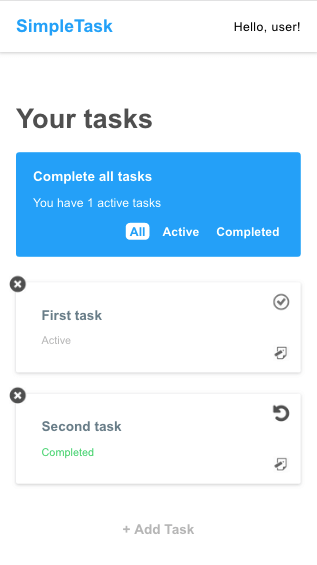 SimpleTask
Hello, user!
Your tasks
Complete all tasks
You have 1 active tasks
All Active Completed
First task
Active
Second task
Completed
+ Add Task